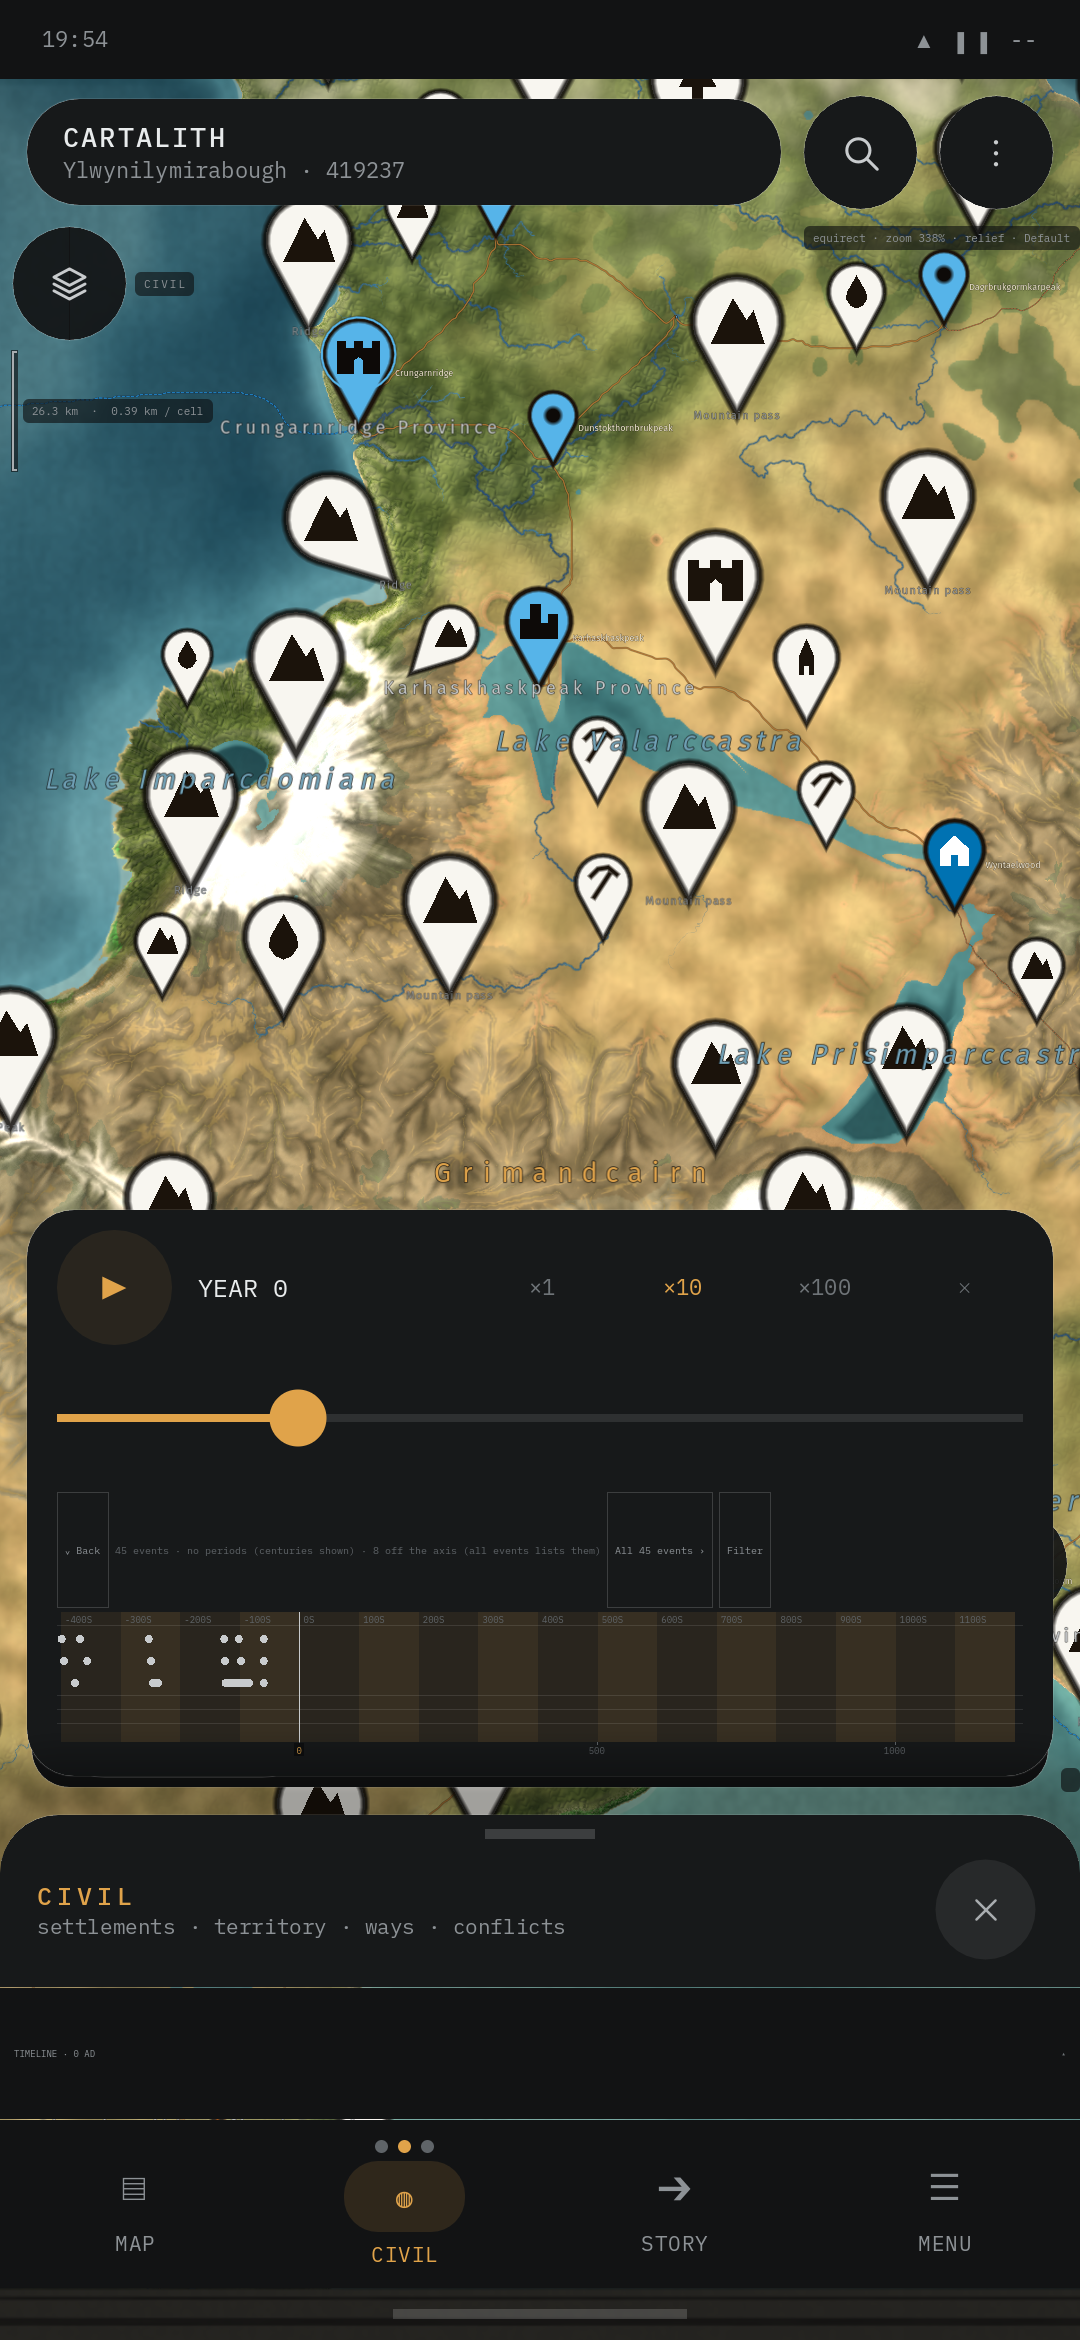 19:54
CARTALITH
Ylwynilymirabough · 419237
equirect · zoom 338% · relief · Default
CIVIL
Dagrbrukgormkarpeak
Crungarnridge
26.3 km · 0.39 km / cell
Mountain pass
Crungarnridge Province
Dunstokthornbrukpeak
Mountain pass
Karhaskhaskpeak
Karhaskhaskpeak Province
Lake Valarccastra
Lake Imparcdomiana
Wyntaelwood
Ridge
Mountain pass
Mountain pass
Lake Prisimparccastr
Peak
Grimandcairn
YEAR 0
×1 ×10 ×100 ×
⌄ Back
45 events · no periods (centuries shown) · 8 off the axis (all events lists them)
All 45 events ›
Filter
-400S -300S -200S -100S 0S 100S 200S 300S 400S 500S 600S 700S 800S 900S 1000S 1100S
0 500 1000
CIVIL
settlements · territory · ways · conflicts
TIMELINE · 0 AD
MAP
CIVIL
STORY
MENU